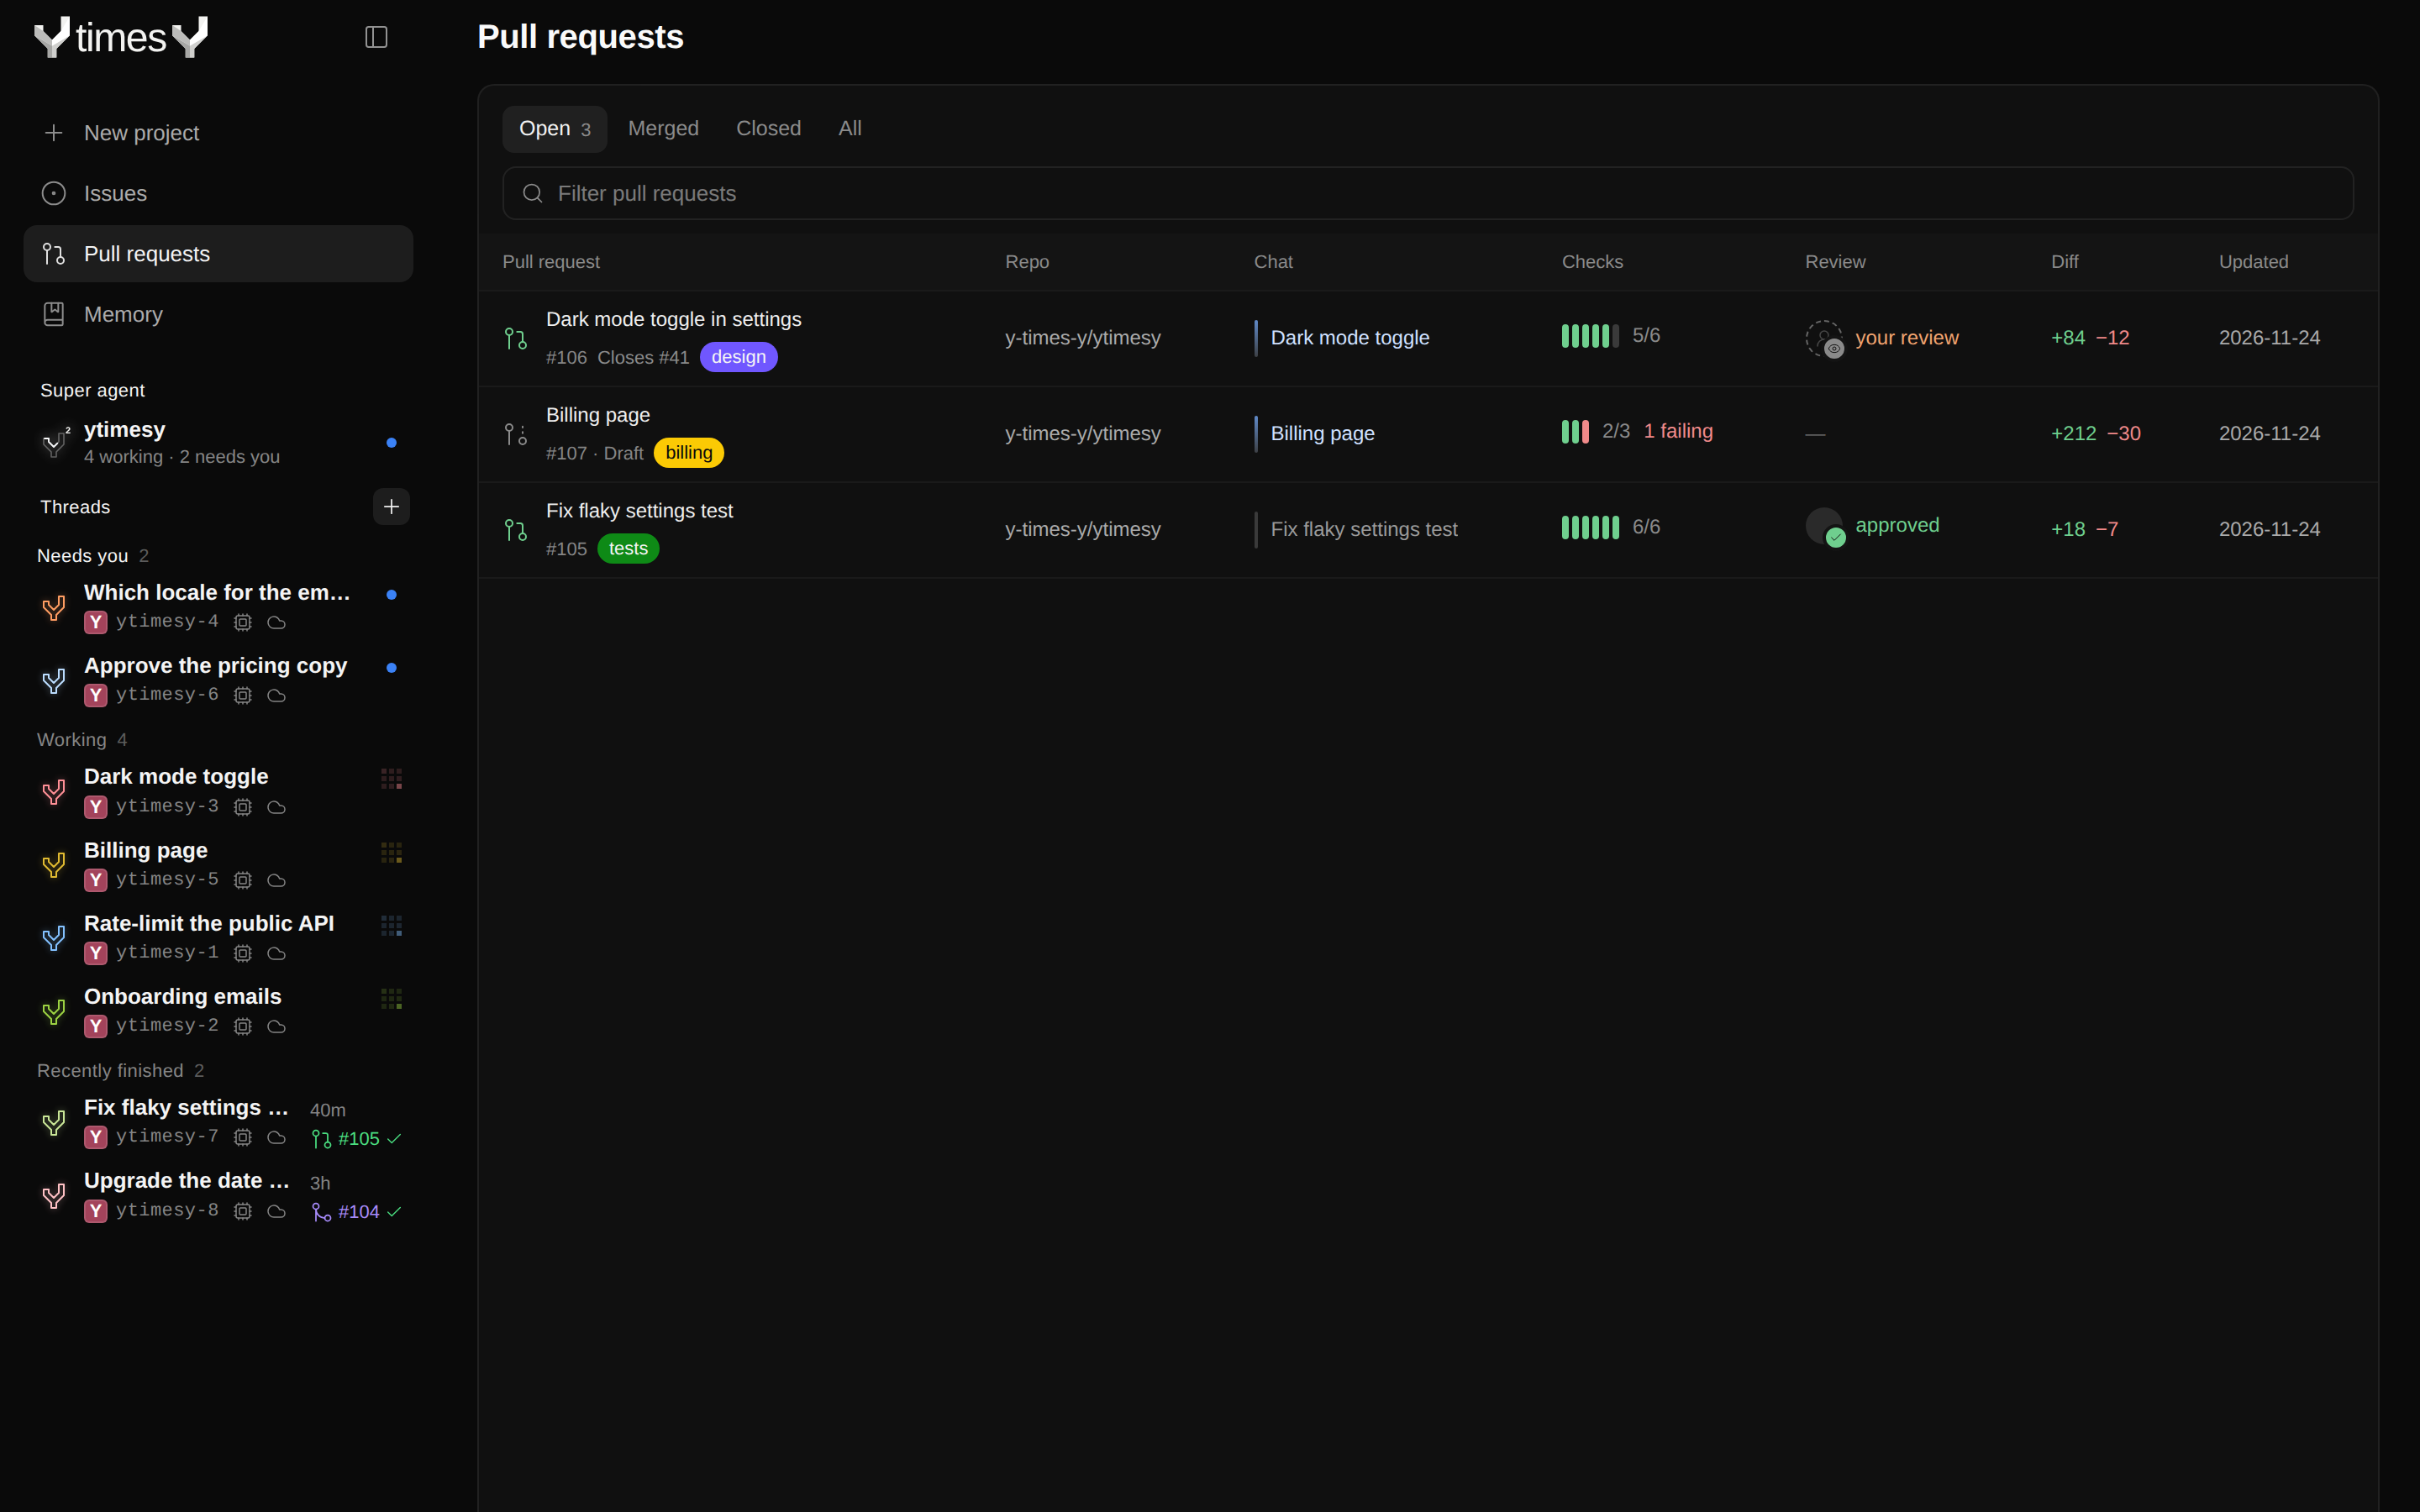 Y times Y
New project
Issues
Pull requests
Memory
Super agent
2
ytimesy
4 working · 2 needs you
Threads
Needs you 2
Which locale for the em…
Y ytimesy-4
Approve the pricing copy
Y ytimesy-6
Working 4
Dark mode toggle
Y ytimesy-3
Billing page
Y ytimesy-5
Rate-limit the public API
Y ytimesy-1
Onboarding emails
Y ytimesy-2
Recently finished 2
Fix flaky settings … 40m
Y ytimesy-7 #105
Upgrade the date … 3h
Y ytimesy-8 #104
Pull requests
Open 3 Merged Closed All
Filter pull requests
Pull request Repo Chat Checks Review Diff Updated
Dark mode toggle in settings
#106 Closes #41 design
y-times-y/ytimesy Dark mode toggle 5/6 your review +84 −12 2026-11-24
Billing page
#107 · Draft billing
y-times-y/ytimesy Billing page 2/3 1 failing — +212 −30 2026-11-24
Fix flaky settings test
#105 tests
y-times-y/ytimesy Fix flaky settings test 6/6 approved +18 −7 2026-11-24